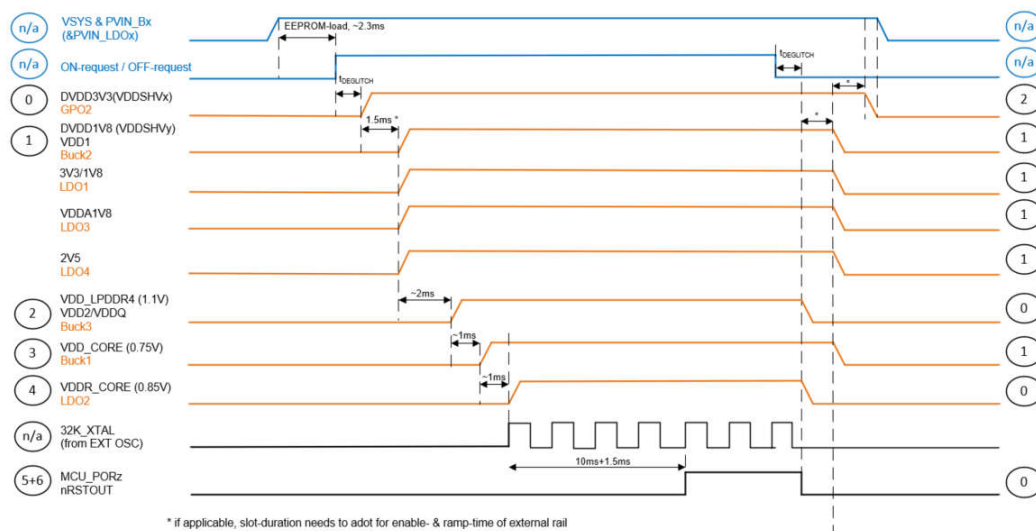 n/a
VSYS & PVIN_Bx
(&PVIN_LDOx)
EEPROM-load, ~2.3ms
n/a
n/a
ON-request / OFF-request
tDEGLITCH
tDEGLITCH
n/a
0
DVDD3V3(VDDSHVx)
GPO2
*
2
1
DVDD1V8 (VDDSHVy)
VDD1
Buck2
1.5ms *
*
1
3V3/1V8
LDO1
1
VDDA1V8
LDO3
1
2V5
LDO4
1
2
VDD_LPDDR4 (1.1V)
VDD2/VDDQ
Buck3
~2ms
0
3
VDD_CORE (0.75V)
Buck1
~1ms
1
4
VDDR_CORE (0.85V)
LDO2
~1ms
0
n/a
32K_XTAL
(from EXT OSC)
5+6
MCU_PORz
nRSTOUT
10ms+1.5ms
0
* if applicable, slot-duration needs to adot for enable- & ramp-time of external rail